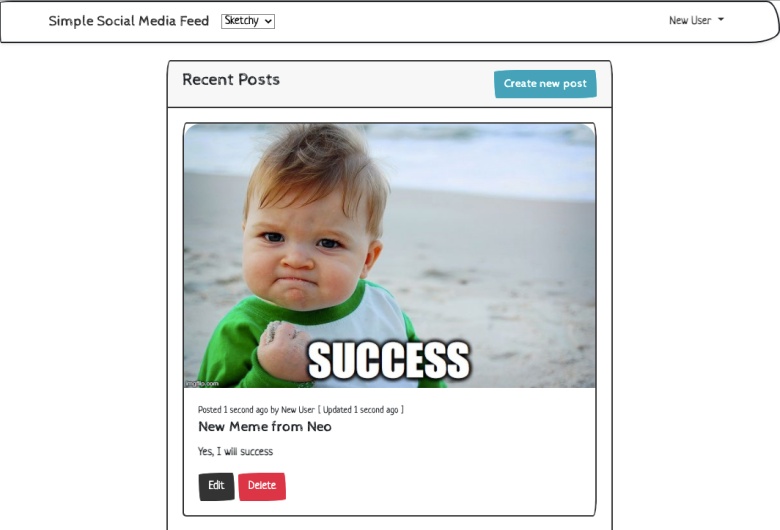 Simple Social Media Feed
Sketchy
New User
Recent Posts
Create new post
SUCCESS
imgflip.com
Posted 1 second ago by New User [ Updated 1 second ago ]
New Meme from Neo
Yes, I will success
Edit
Delete